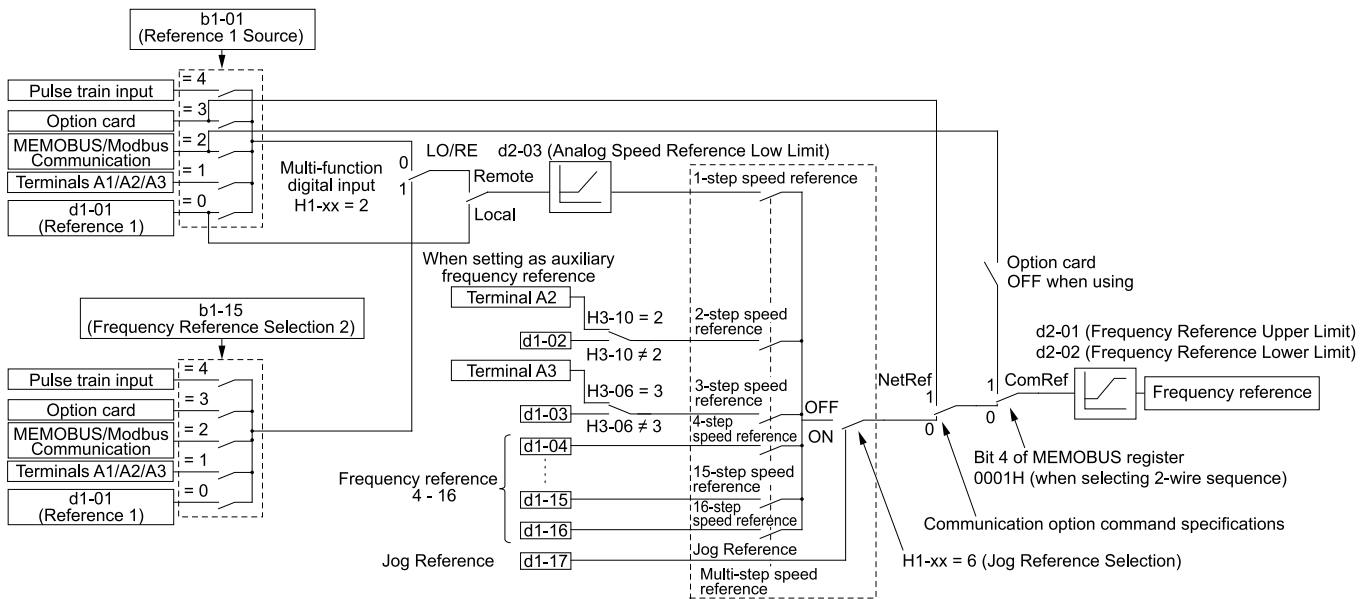 b1-01
(Reference 1 Source)
= 4
Pulse train input
= 3
Option card
= 2
MEMOBUS/Modbus
Communication
= 1
Terminals A1/A2/A3
= 0
d1-01
(Reference 1)
Multi-function
digital input
H1-xx = 2
0
1
LO/RE
Remote
Local
d2-03 (Analog Speed Reference Low Limit)
1-step speed reference
When setting as auxiliary
frequency reference
Terminal A2
H3-10 = 2
d1-02
H3-10 ≠ 2
2-step speed
reference
Terminal A3
H3-06 = 3
d1-03
H3-06 ≠ 3
3-step speed
reference
4-step
speed reference
d1-04
Frequency reference
4 - 16
d1-15
15-step speed
reference
16-step
speed reference
d1-16
Jog Reference
d1-17
Jog Reference
Multi-step speed
reference
b1-15
(Frequency Reference Selection 2)
= 4
Pulse train input
= 3
Option card
= 2
MEMOBUS/Modbus
Communication
= 1
Terminals A1/A2/A3
= 0
d1-01
(Reference 1)
OFF
ON
NetRef
1
0
Option card
OFF when using
1
ComRef
0
d2-01 (Frequency Reference Upper Limit)
d2-02 (Frequency Reference Lower Limit)
Frequency reference
Bit 4 of MEMOBUS register
0001H (when selecting 2-wire sequence)
Communication option command specifications
H1-xx = 6 (Jog Reference Selection)